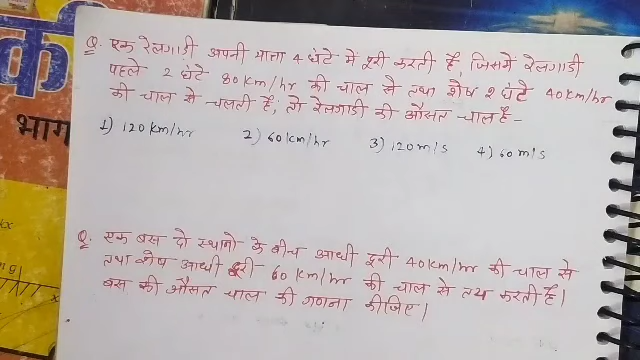 र्क
भाग
Q. एक रेलगाड़ी अपनी यात्रा 4 घंटे में पूरी करती है, जिसमें रेलगाड़ी
पहले 2 घंटे 80 km/hr की चाल से तथा शेष 2 घंटे 40 km/hr
की चाल से चलती है, तो रेलगाड़ी की औसत चाल है -
1) 120 km/hr 2) 60 km/hr 3) 120 m/s 4) 60 m/s
Q. एक बस दो स्थानो के बीच आधी दूरी 40 km/hr की चाल से
तथा शेष आधी दूरी 60 km/hr की चाल से तय करती है।
बस की औसत चाल की गणना कीजिए।